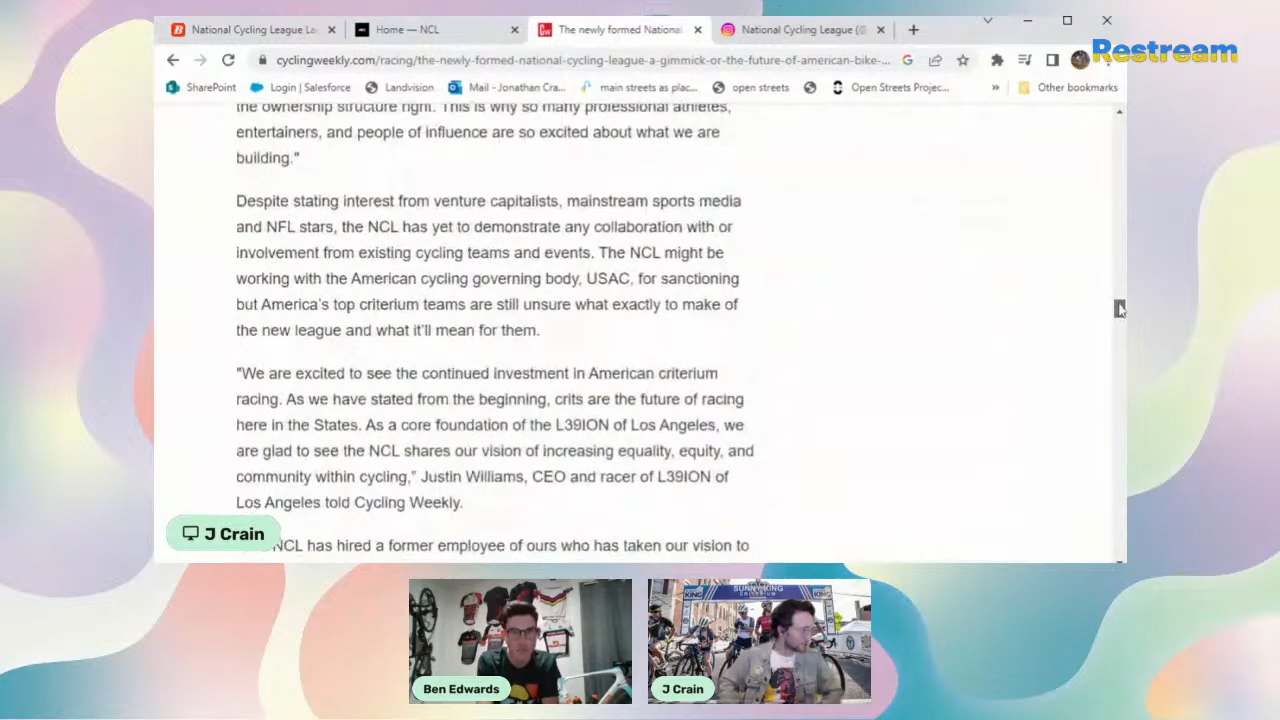 National Cycling League La
Home — NCL
The newly formed National
National Cycling League (@
Restream
cyclingweekly.com/racing/the-newly-formed-national-cycling-league-a-gimmick-or-the-future-of-american-bike-...
SharePoint
Login | Salesforce
Landvision
Mail - Jonathan Cra...
main streets as plac...
open streets
Open Streets Projec...
»
Other bookmarks
the ownership structure right. This is why so many professional athletes,
entertainers, and people of influence are so excited about what we are
building."
Despite stating interest from venture capitalists, mainstream sports media
and NFL stars, the NCL has yet to demonstrate any collaboration with or
involvement from existing cycling teams and events. The NCL might be
working with the American cycling governing body, USAC, for sanctioning
but America's top criterium teams are still unsure what exactly to make of
the new league and what it'll mean for them.
"We are excited to see the continued investment in American criterium
racing. As we have stated from the beginning, crits are the future of racing
here in the States. As a core foundation of the L39ION of Los Angeles, we
are glad to see the NCL shares our vision of increasing equality, equity, and
community within cycling,” Justin Williams, CEO and racer of L39ION of
Los Angeles told Cycling Weekly.
J Crain
NCL has hired a former employee of ours who has taken our vision to
KING
SUNNY KING
CRITERIUM
KING
Ben Edwards
J Crain